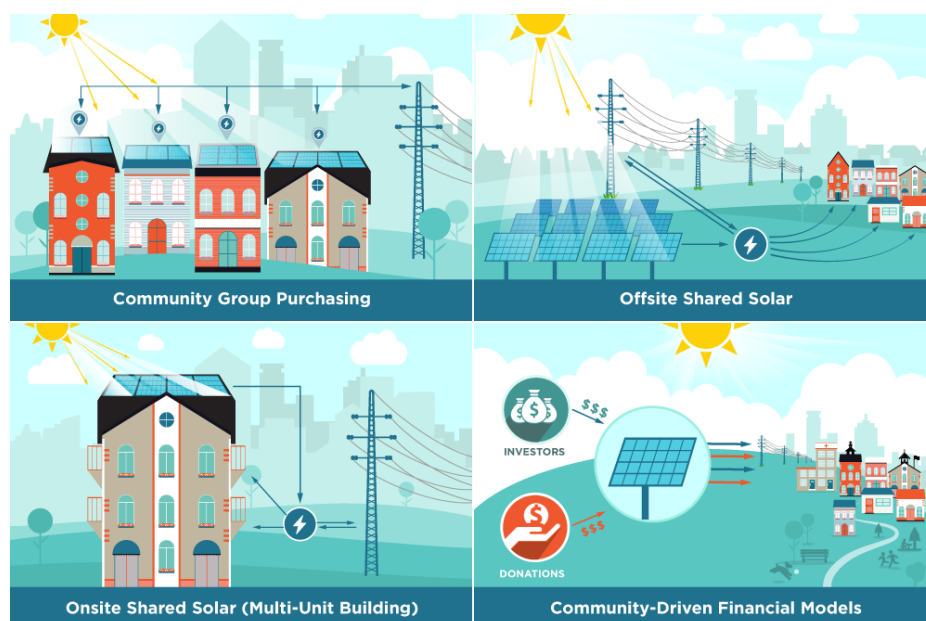 Community Group Purchasing
Offsite Shared Solar
Onsite Shared Solar (Multi-Unit Building)
$
$$$
INVESTORS
$
$$$
DONATIONS
Community-Driven Financial Models